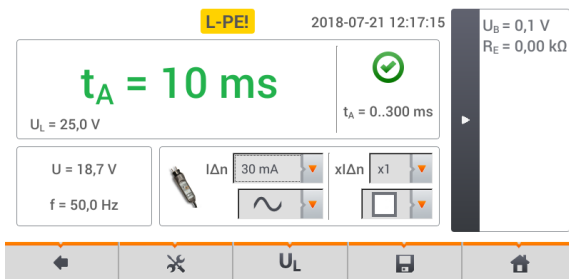 L-PE!
2018-07-21 12:17:15
tA = 10 ms
UL = 25,0 V
tA = 0..300 ms
UB = 0,1 V
RE = 0,00 kΩ
U = 18,7 V
f = 50,0 Hz
IΔn 30 mA
xIΔn x1
UL